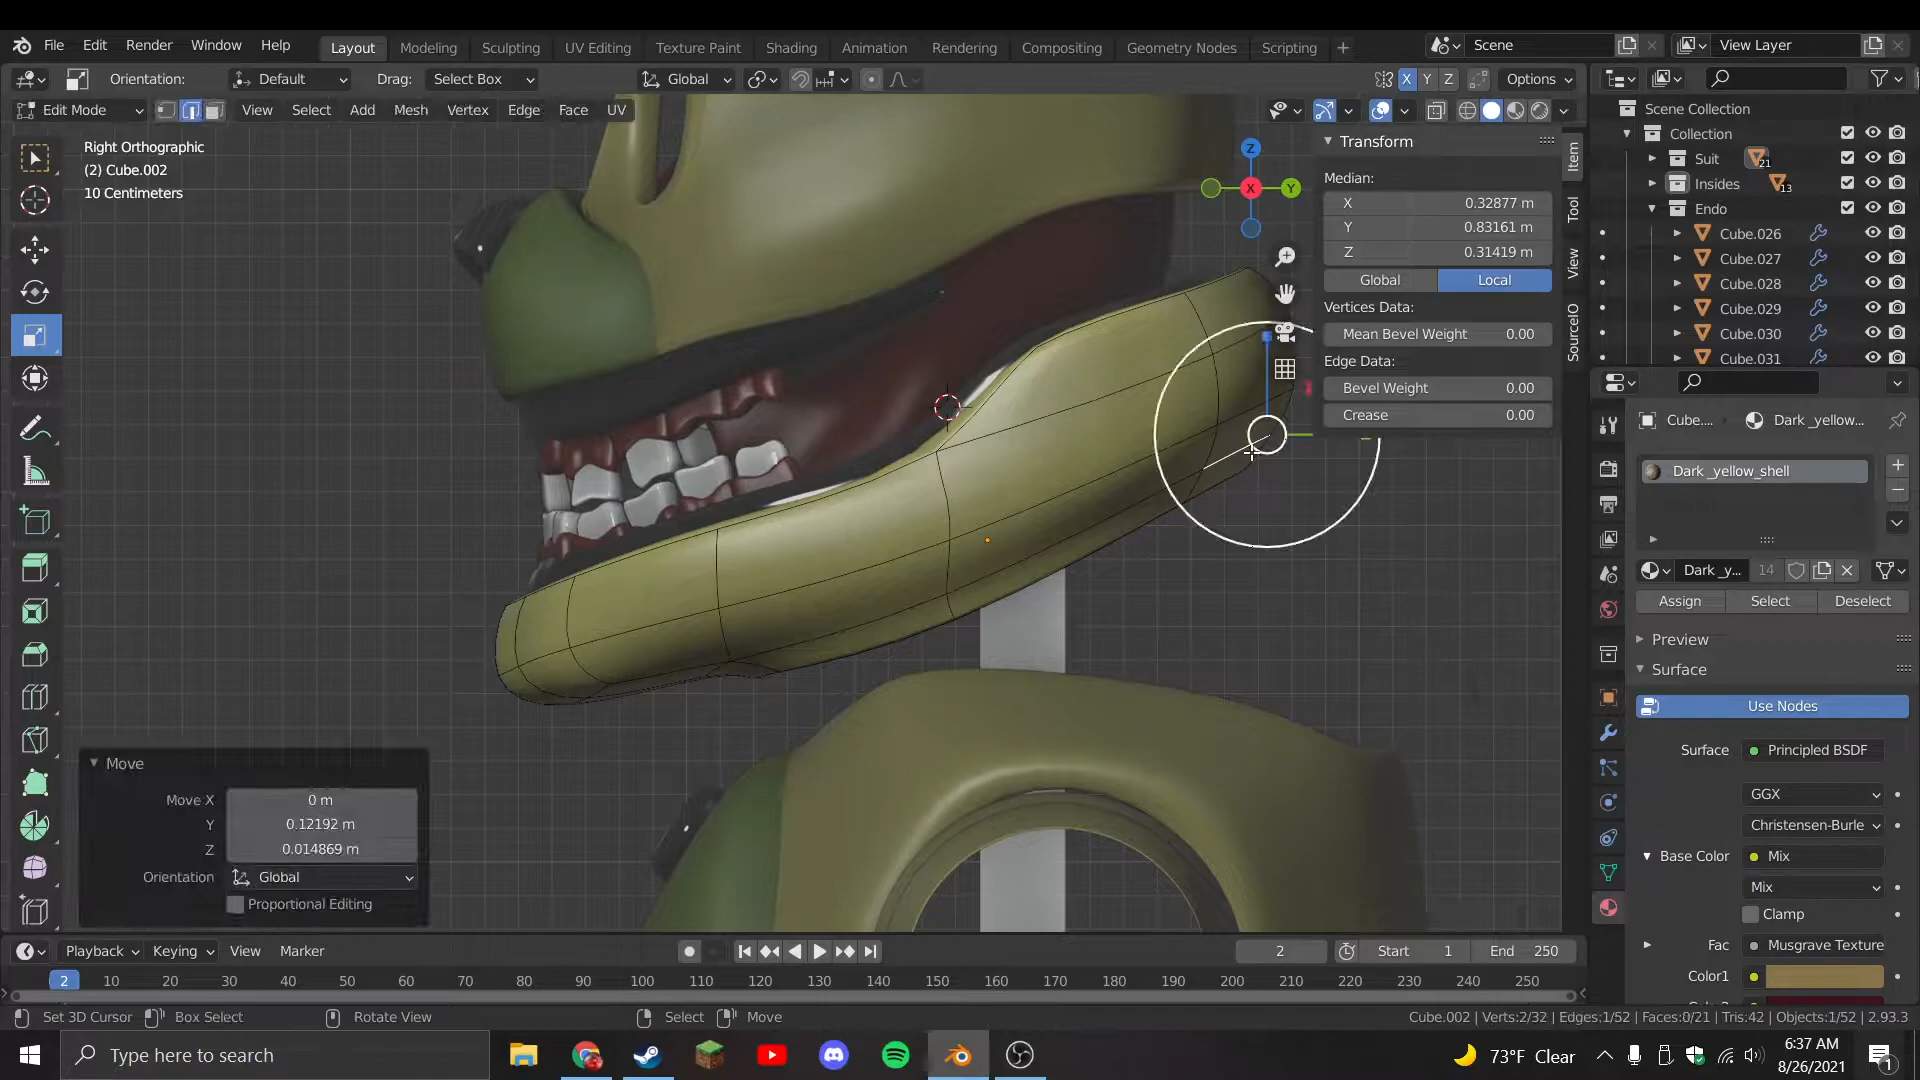 File Edit Render Window Help Layout Modeling Sculpting UV Editing Texture Paint Shading Animation Rendering Compositing Geometry Nodes Scripting Scene View Layer
Orientation: Default Drag: Select Box Global X Y Z Options
Edit Mode View Select Add Mesh Vertex Edge Face UV
Right Orthographic
(2) Cube.002
10 Centimeters
Z
X
Y
Transform
Median:
X 0.32877 m
Y 0.83161 m
Z 0.31419 m
Global Local
Vertices Data:
Mean Bevel Weight 0.00
Edge Data:
Bevel Weight 0.00
Crease 0.00
Item
Tool
View
SourceIO
Scene Collection
Collection
Suit 21
Insides 13
Endo
Cube.026
Cube.027
Cube.028
Cube.029
Cube.030
Cube.031
Cube.... Dark _yellow...
Dark _yellow_shell
Dark _y... 14
Assign Select Deselect
Preview
Surface
Use Nodes
Surface Principled BSDF
GGX
Christensen-Burle
Base Color Mix
Mix
Clamp
Fac Musgrave Texture
Color1
Move
Move X 0 m
Y 0.12192 m
Z 0.014869 m
Orientation Global
Proportional Editing
Playback Keying View Marker 2 Start 1 End 250
2 10 20 30 40 50 60 70 80 90 100 110 120 130 140 150 160 170 180 190 200 210 220 230 240 250
Set 3D Cursor Box Select Rotate View Select Move Cube.002 | Verts:2/32 | Edges:1/52 | Faces:0/21 | Tris:42 | Objects:1/52 | 2.93.3
Type here to search 73°F Clear 6:37 AM
8/26/2021 1